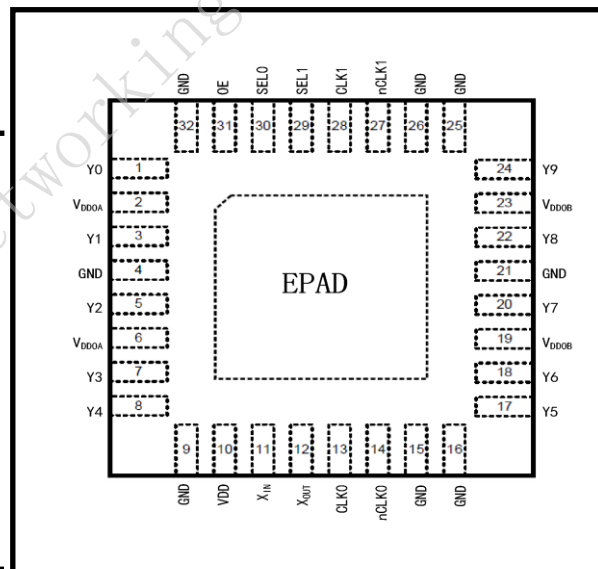 GND OE SEL0 SEL1 CLK1 nCLK1 GND GND
32 31 30 29 28 27 26 25
Y0 1 24 Y9
VDDOA 2 23 VDDOB
Y1 3 22 Y8
GND 4 21 GND
EPAD
Y2 5 20 Y7
VDDOA 6 19 VDDOB
Y3 7 18 Y6
Y4 8 17 Y5
9 10 11 12 13 14 15 16
GND VDD XIN XOUT CLK0 nCLK0 GND GND
etworking